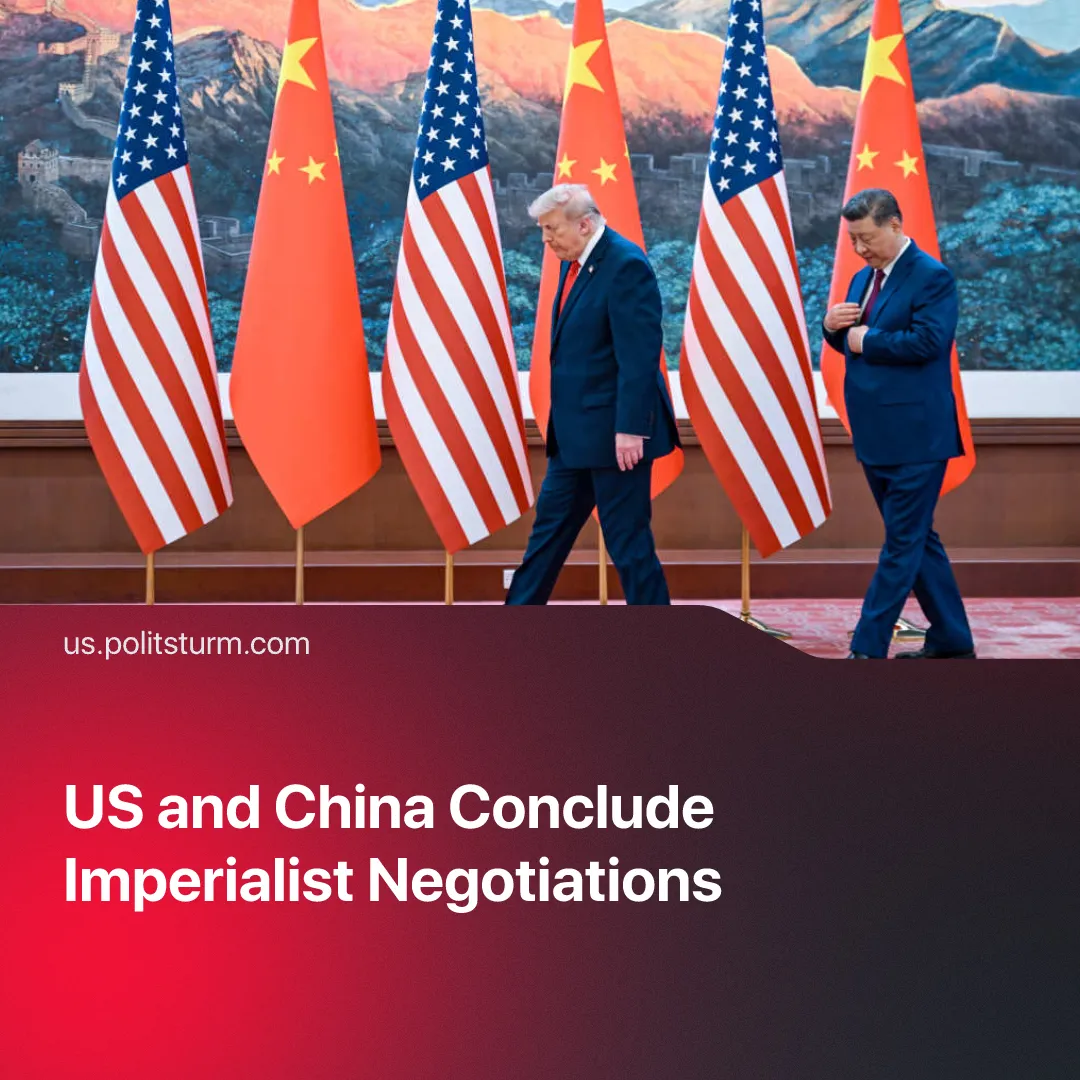 us.politsturm.com
US and China Conclude
Imperialist Negotiations